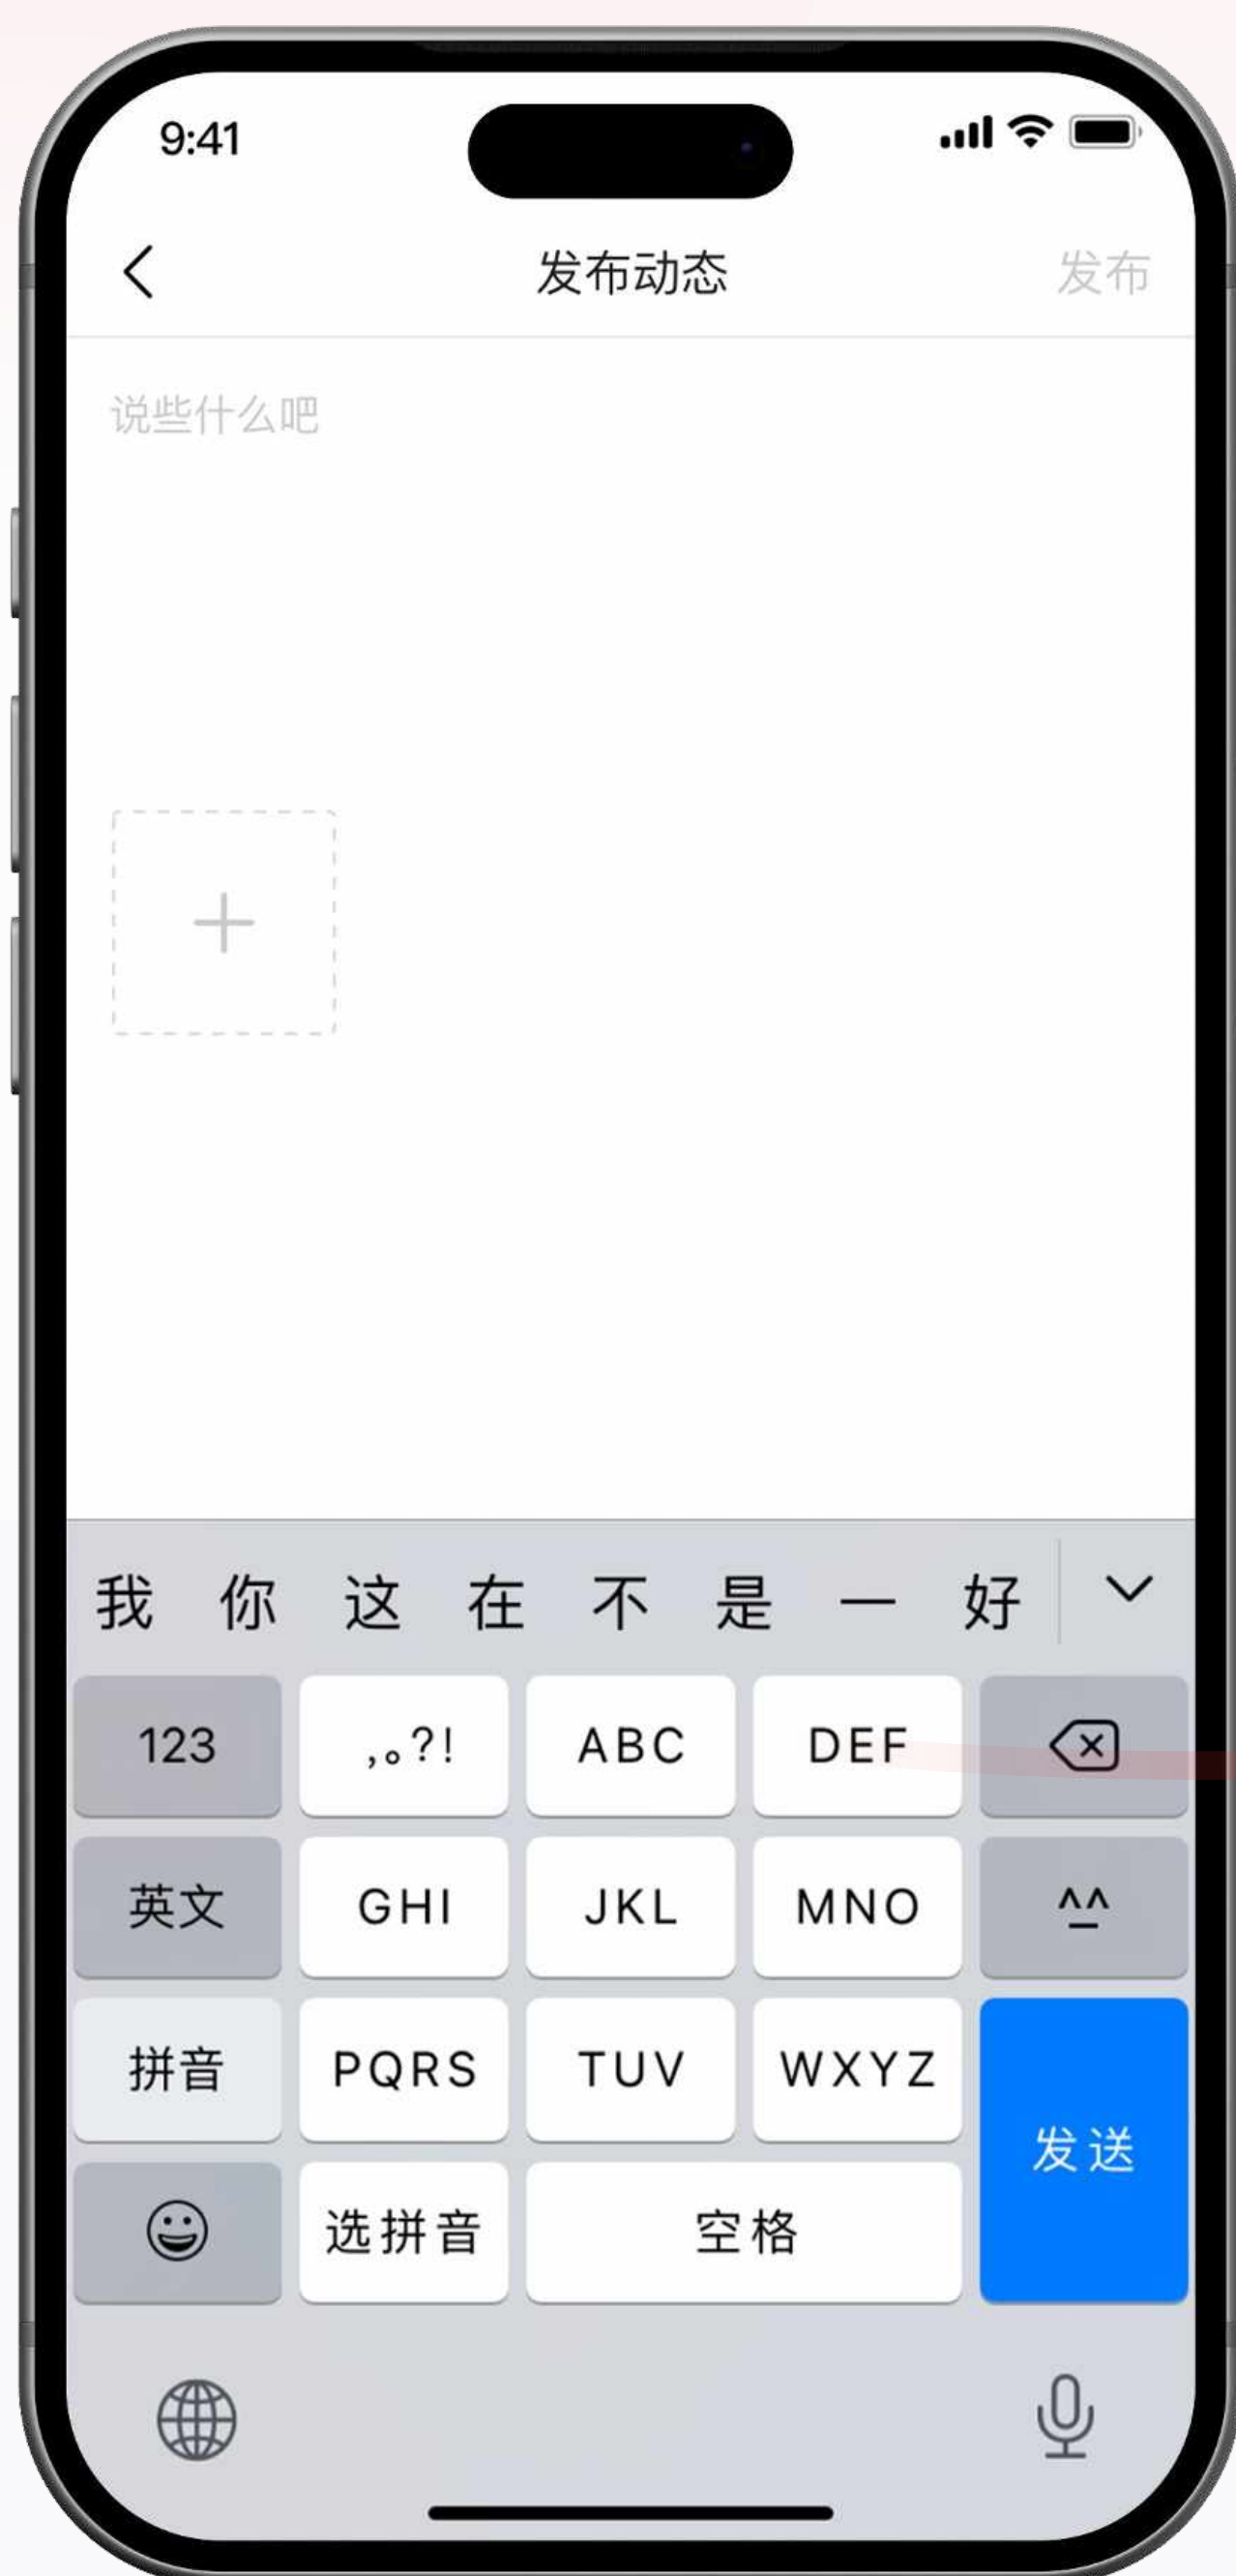 9:41
发布动态 发布
说些什么吧
我 你 这 在 不 是 一 好
123 ,。?! ABC DEF
英文 GHI JKL MNO ^^
拼音 PQRS TUV WXYZ
发送
选拼音 空格